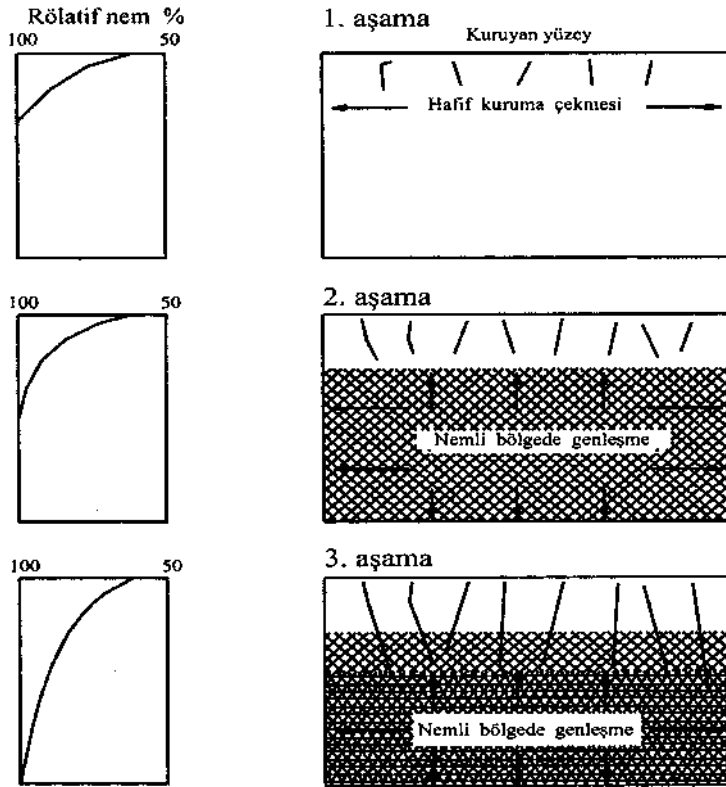 Rölatif nem %
100 50
1. aşama
Kuruyan yüzey
Hafif kuruma çekmesi
100 50
2. aşama
Nemli bölgede genleşme
100 50
3. aşama
Nemli bölgede genleşme